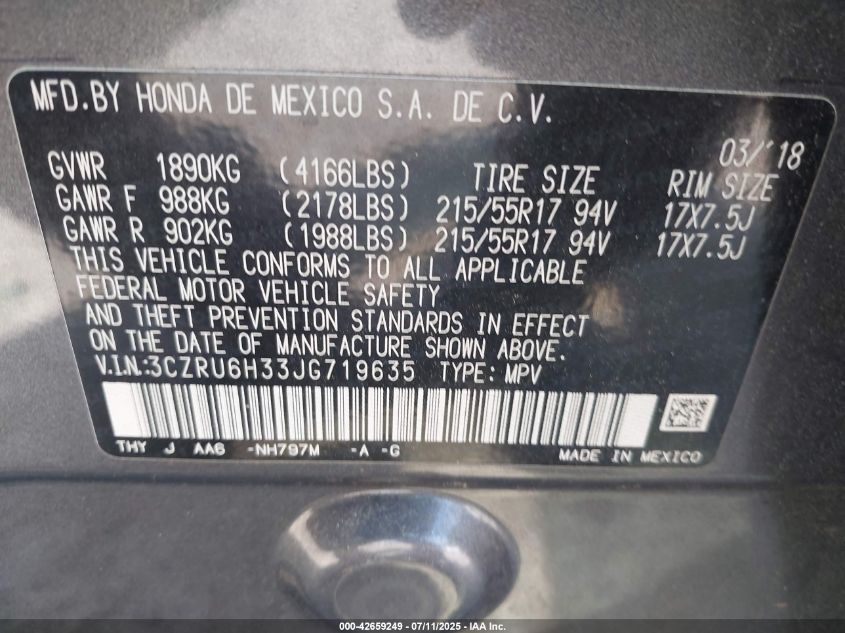 MFD.BY HONDA DE MEXICO S.A. DE C.V.
03/'18
GVWR 1890KG (4166LBS) TIRE SIZE RIM SIZE
GAWR F 988KG (2178LBS) 215/55R17 94V 17X7.5J
GAWR R 902KG (1988LBS) 215/55R17 94V 17X7.5J
THIS VEHICLE CONFORMS TO ALL APPLICABLE
FEDERAL MOTOR VEHICLE SAFETY
AND THEFT PREVENTION STANDARDS IN EFFECT
ON THE DATE OF MANUFACTURE SHOWN ABOVE.
V.I.N.:3CZRU6H33JG719635 TYPE: MPV
THY J AA6 -NH797M -A -G MADE IN MEXICO
000-42659249 - 07/11/2025 - IAA Inc.